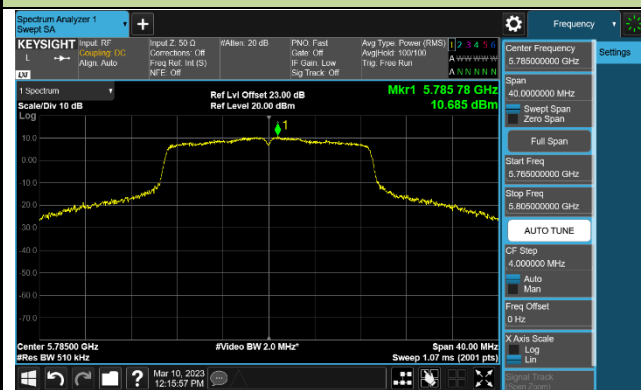 Spectrum Analyzer 1
Swept SA
+
Frequency
KEYSIGHT
Input: RF
Coupling: DC
Align: Auto
Input Z: 50 Ω
Corrections: Off
Freq Ref: Int (S)
NFE: Off
#Atten: 20 dB
PNO: Fast
Gate: Off
IF Gain: Low
Sig Track: Off
Avg Type: Power (RMS)
Avg|Hold: 100/100
Trig: Free Run
1 2 3 4 5 6
A W W W W W
A N N N N N
L
LNI
1 Spectrum
Scale/Div 10 dB
Log
Ref Lvl Offset 23.00 dB
Ref Level 20.00 dBm
Mkr1 5.785 78 GHz
10.685 dBm
1
10.0
0.00
-10.0
-20.0
-30.0
-40.0
-50.0
-60.0
-70.0
Center 5.78500 GHz
#Res BW 510 kHz
#Video BW 2.0 MHz*
Span 40.00 MHz
Sweep 1.07 ms (2001 pts)
Center Frequency
5.785000000 GHz
Settings
Span
40.0000000 MHz
Swept Span
Zero Span
Full Span
Start Freq
5.765000000 GHz
Stop Freq
5.805000000 GHz
AUTO TUNE
CF Step
4.000000 MHz
Auto
Man
Freq Offset
0 Hz
X Axis Scale
Log
Lin
Signal Track
(Span Zoom)
?
Mar 10, 2023
12:15:57 PM